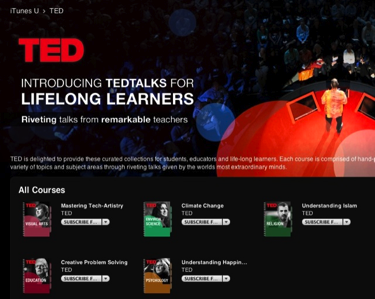 iTunes U › TED
TED
INTRODUCING TEDTALKS FOR
LIFELONG LEARNERS
Riveting talks from remarkable teachers
TED is delighted to provide these curated collections for students, educators and life-long learners. Each course is comprised of hand-p
variety of topics and subject areas through riveting talks given by the worlds most extraordinary minds.
All Courses
TED
VISUAL ARTS
Mastering Tech-Artistry
TED
SUBSCRIBE F...
TED
SCIENCE
Climate Change
TED
SUBSCRIBE F...
TED
RELIGION
Understanding Islam
TED
SUBSCRIBE F...
TED
EDUCATION
Creative Problem Solving
TED
SUBSCRIBE F...
TED
PSYCHOLOGY
Understanding Happin...
TED
SUBSCRIBE F...